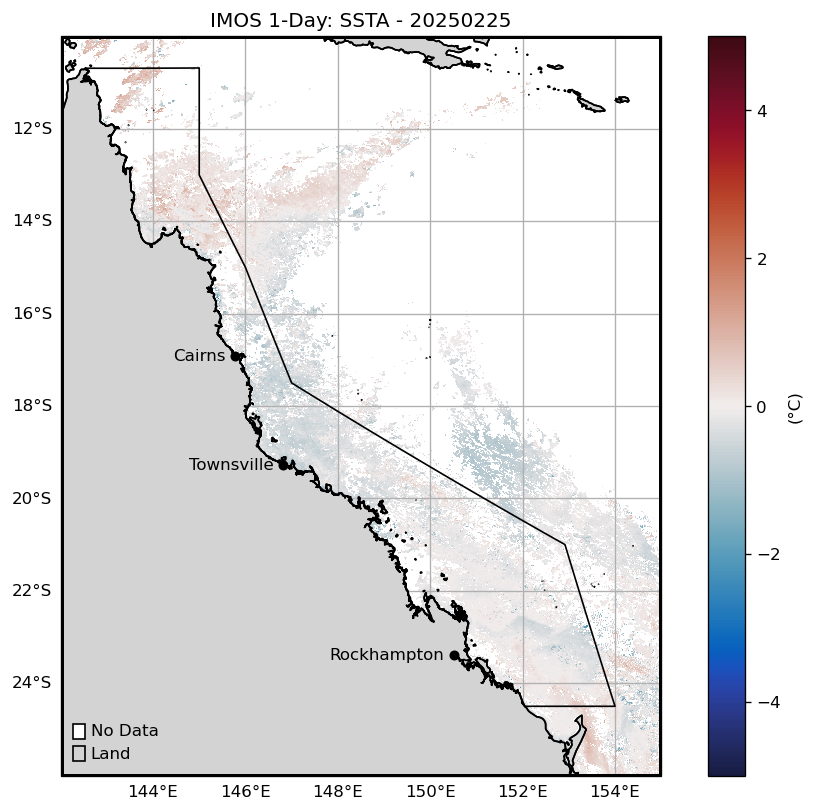 IMOS 1-Day: SSTA - 20250225
12°S
14°S
16°S
18°S
20°S
22°S
24°S
Cairns
Townsville
Rockhampton
No Data
Land
144°E
146°E
148°E
150°E
152°E
154°E
4
2
0
−2
−4
(°C)